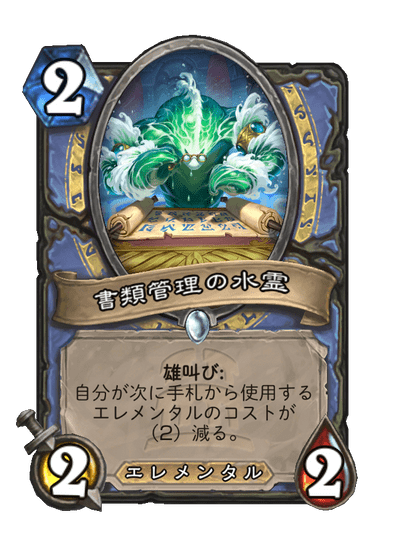 2
書類管理の水霊
雄叫び:
自分が次に手札から使用する
エレメンタルのコストが
（2）減る。
2
エレメンタル
2